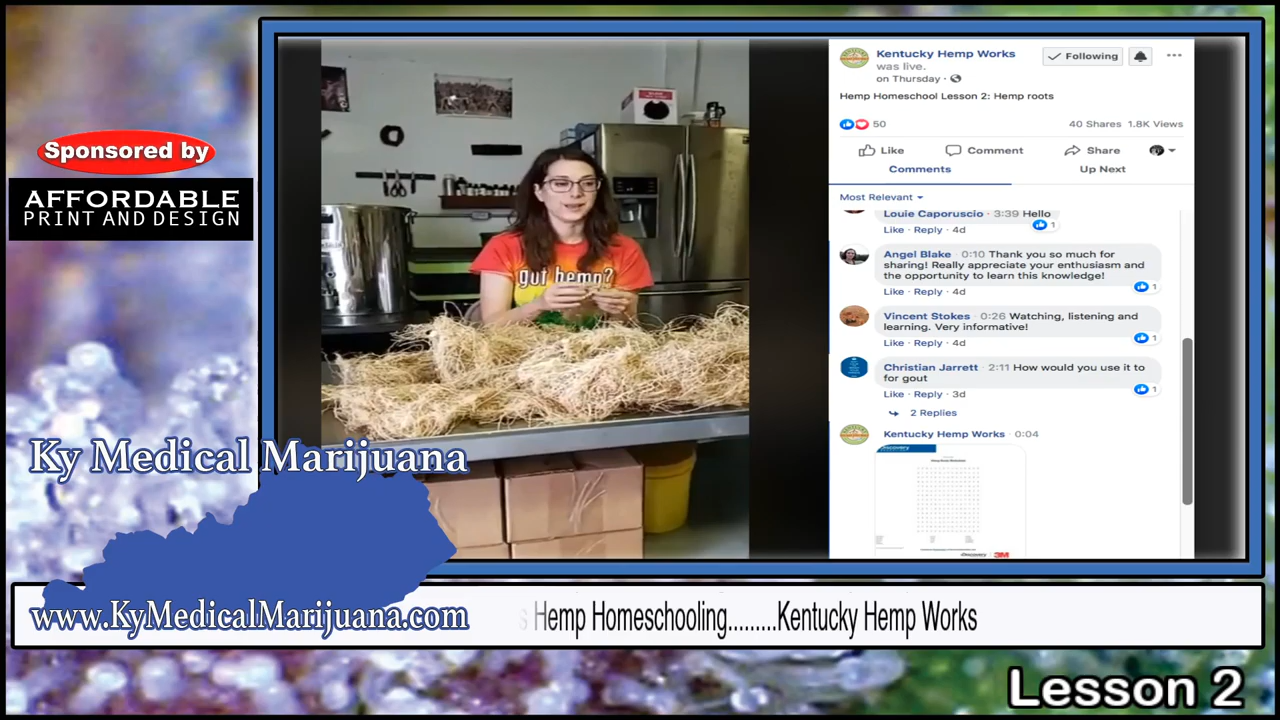 Sponsored by
AFFORDABLE
PRINT AND DESIGN
got hemp?
Kentucky Hemp Works
was live.
on Thursday ·
Following
Hemp Homeschool Lesson 2: Hemp roots
50
40 Shares 1.8K Views
Like
Comment
Share
Comments
Up Next
Most Relevant
Louie Caporuscio · 3:39 Hello
1
Like · Reply · 4d
Angel Blake · 0:10 Thank you so much for
sharing! Really appreciate your enthusiasm and
the opportunity to learn this knowledge!
1
Like · Reply · 4d
Vincent Stokes · 0:26 Watching, listening and
learning. Very informative!
1
Like · Reply · 4d
Christian Jarrett · 2:11 How would you use it to
for gout
1
Like · Reply · 3d
2 Replies
Kentucky Hemp Works · 0:04
3M
Ky Medical Marijuana
www.KyMedicalMarijuana.com
s Hemp Homeschooling.........Kentucky Hemp Works
Lesson 2